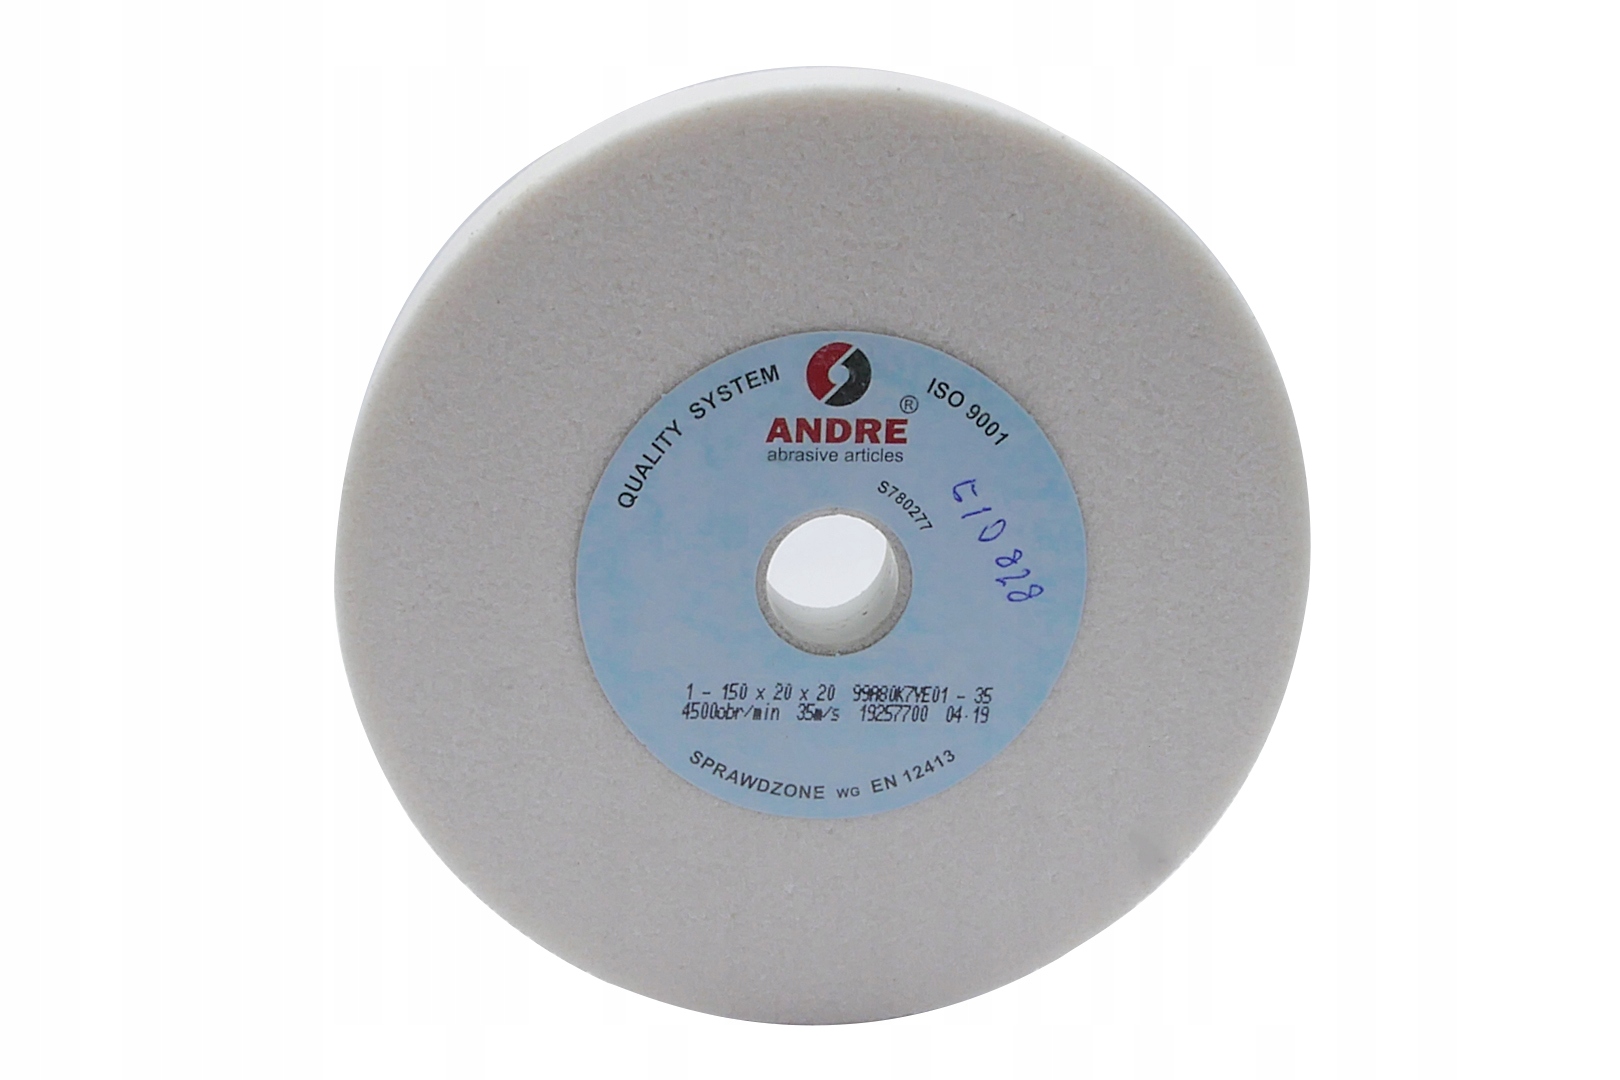 QUALITY SYSTEM
ISO 9001
ANDRE ®
abrasive articles
S780277
510828
1 - 150 x 20 x 20 99A80K7VE01 - 35
4500obr/min 35m/s 19257700 04.19
SPRAWDZONE WG EN 12413